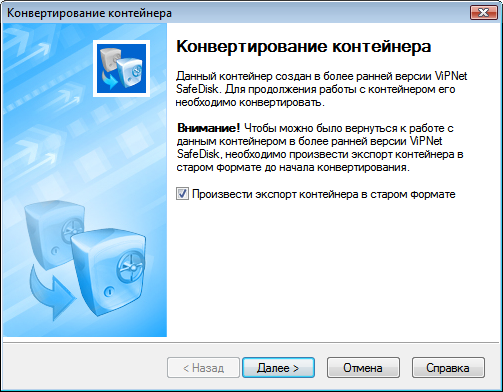 Конвертирование контейнера
Конвертирование контейнера
Данный контейнер создан в более ранней версии ViPNet
SafeDisk. Для продолжения работы с контейнером его
необходимо конвертировать.
Внимание! Чтобы можно было вернуться к работе с
данным контейнером в более ранней версии ViPNet
SafeDisk, необходимо произвести экспорт контейнера в
старом формате до начала конвертирования.
Произвести экспорт контейнера в старом формате
< Назад Далее > Отмена Справка